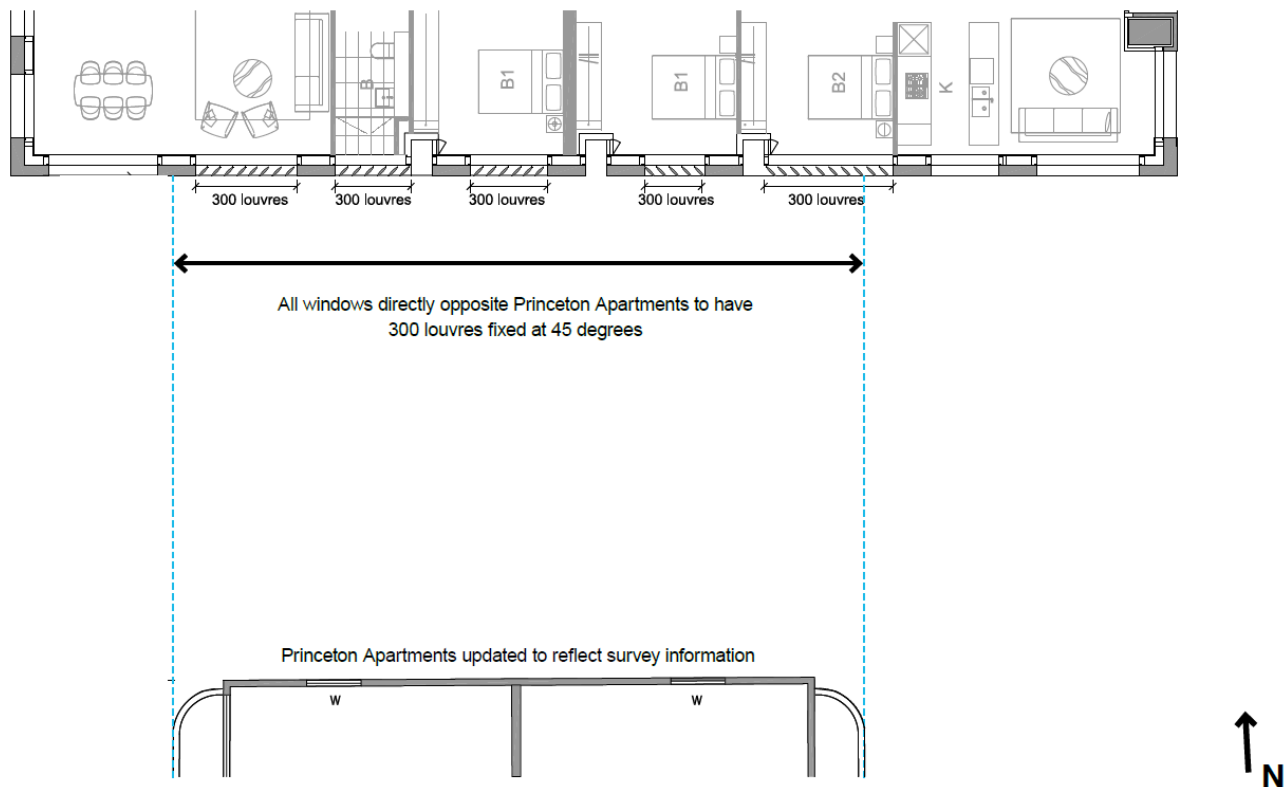 B
B1
B1
B2
K
300 louvres
300 louvres
300 louvres
300 louvres
300 louvres
All windows directly opposite Princeton Apartments to have
300 louvres fixed at 45 degrees
Princeton Apartments updated to reflect survey information
W
W
N